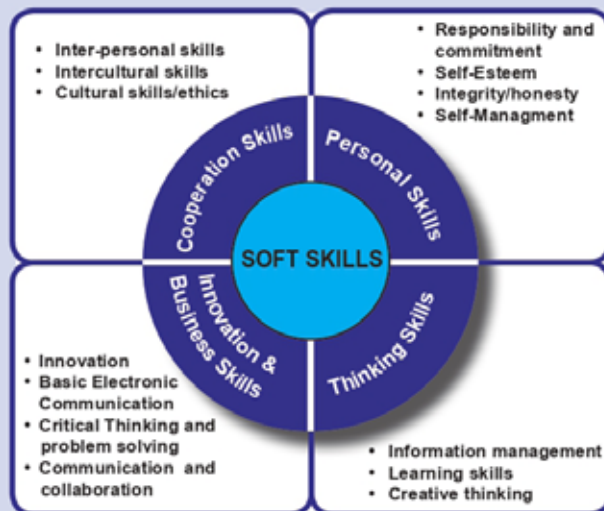 • Inter-personal skills
• Intercultural skills
• Cultural skills/ethics
• Responsibility and
commitment
• Self-Esteem
• Integrity/honesty
• Self-Managment
Cooperation Skills
Personal Skills
SOFT SKILLS
Innovation &
Business Skills
Thinking Skills
• Innovation
• Basic Electronic
Communication
• Critical Thinking and
problem solving
• Communication and
collaboration
• Information management
• Learning skills
• Creative thinking